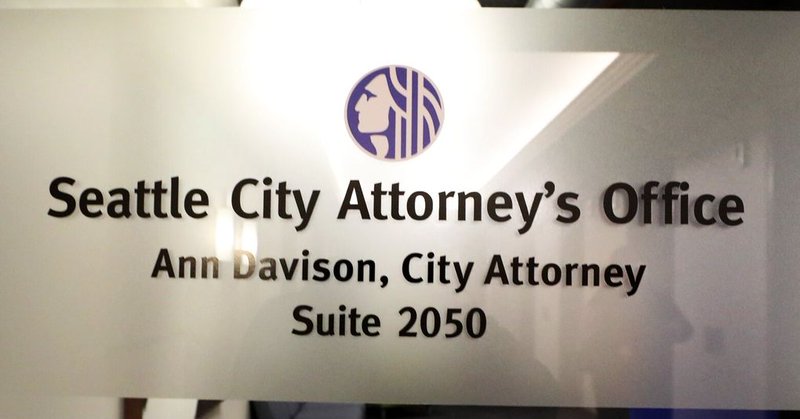 Seattle City Attorney's Office
Ann Davison, City Attorney
Suite 2050